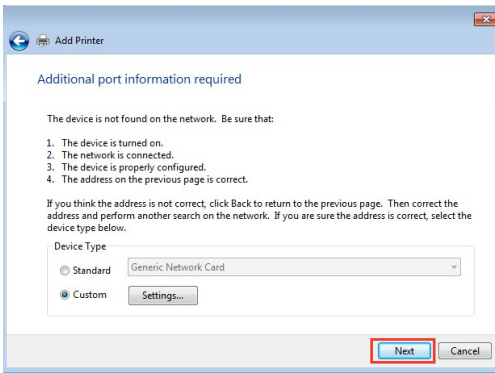 Add Printer
Additional port information required
The device is not found on the network. Be sure that:
1. The device is turned on.
2. The network is connected.
3. The device is properly configured.
4. The address on the previous page is correct.
If you think the address is not correct, click Back to return to the previous page. Then correct the
address and perform another search on the network. If you are sure the address is correct, select the
device type below.
Device Type
Standard Generic Network Card
Custom Settings...
Next Cancel